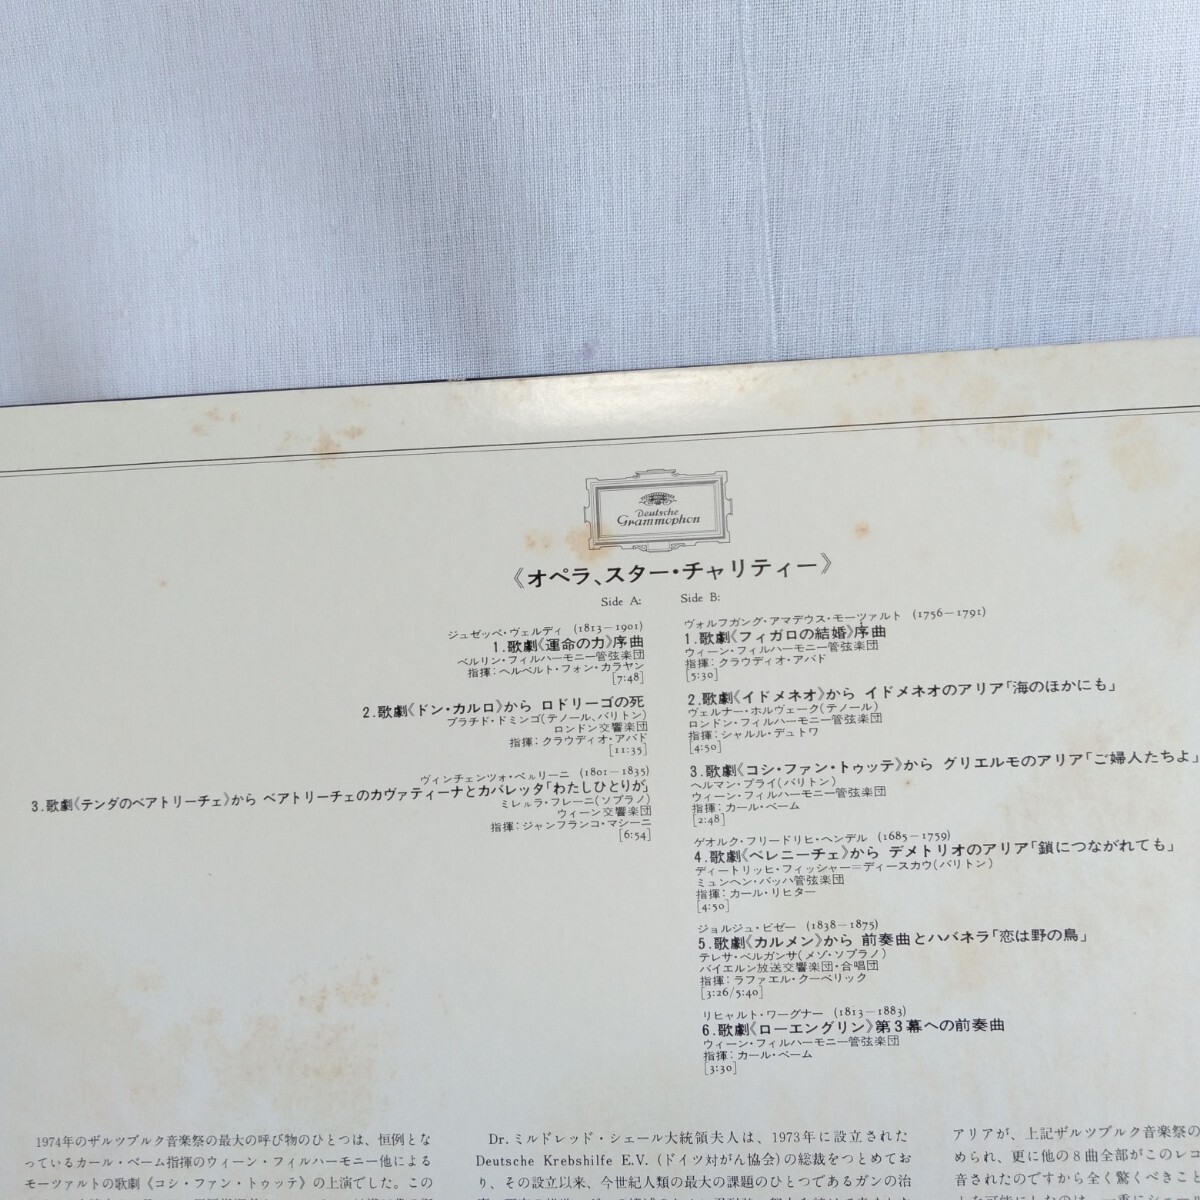 Deutsche
Grammophon
《オペラ、スター・チャリティー》
Side A:
ジュゼッペ・ヴェルディ (1813－1901)
1.歌劇《運命の力》序曲
ベルリン・フィルハーモニー管弦楽団
指揮：ヘルベルト・フォン・カラヤン
[7:48]
2.歌劇《ドン・カルロ》から ロドリーゴの死
プラチド・ドミンゴ(テノール、バリトン)
ロンドン交響楽団
指揮：クラウディオ・アバド
[11:35]
ヴィンチェンツォ・ベルリーニ (1801－1835)
3.歌劇《テンダのベアトリーチェ》から ベアトリーチェのカヴァティーナとカバレッタ「わたしひとりが」
ミレルラ・フレーニ(ソプラノ)
ウィーン交響楽団
指揮：ジャンフランコ・マシーニ
[6:54]
Side B:
ヴォルフガング・アマデウス・モーツァルト (1756－1791)
1.歌劇《フィガロの結婚》序曲
ウィーン・フィルハーモニー管弦楽団
指揮：クラウディオ・アバド
[5:30]
2.歌劇《イドメネオ》から イドメネオのアリア「海のほかにも」
ヴェルナー・ホルヴェーク(テノール)
ロンドン・フィルハーモニー管弦楽団
指揮：シャルル・デュトワ
[4:50]
3.歌劇《コシ・ファン・トゥッテ》から グリエルモのアリア「ご婦人たちよ」
ヘルマン・プライ(バリトン)
ウィーン・フィルハーモニー管弦楽団
指揮：カール・ベーム
[2:48]
ゲオルク・フリードリヒ・ヘンデル (1685－1759)
4.歌劇《ベレニーチェ》から デメトリオのアリア「鎖につながれても」
ディートリッヒ・フィッシャー＝ディースカウ(バリトン)
ミュンヘン・バッハ管弦楽団
指揮：カール・リヒター
[4:50]
ジョルジュ・ビゼー (1838－1875)
5.歌劇《カルメン》から 前奏曲とハバネラ「恋は野の鳥」
テレサ・ベルガンサ(メゾ・ソプラノ)
バイエルン放送交響楽団・合唱団
指揮：ラファエル・クーベリック
[3:26/5:40]
リヒャルト・ワーグナー (1813－1883)
6.歌劇《ローエングリン》第3幕への前奏曲
ウィーン・フィルハーモニー管弦楽団
指揮：カール・ベーム
[3:30]
1974年のザルツブルク音楽祭の最大の呼び物のひとつは、恒例とな
っているカール・ベーム指揮のウィーン・フィルハーモニー他による
モーツァルトの歌劇《コシ・ファン・トゥッテ》の上演でした。この
Dr.ミルドレッド・シェール大統領夫人は、1973年に設立された
Deutsche Krebshilfe E.V.(ドイツ対がん協会)の総裁をつとめてお
り、その設立以来、今世紀人類の最大の課題のひとつであるガンの治
アリアが、上記ザルツブルク音楽祭の
められ、更に他の8曲全部がこのレコ
音されたのですから全く驚くべきこ